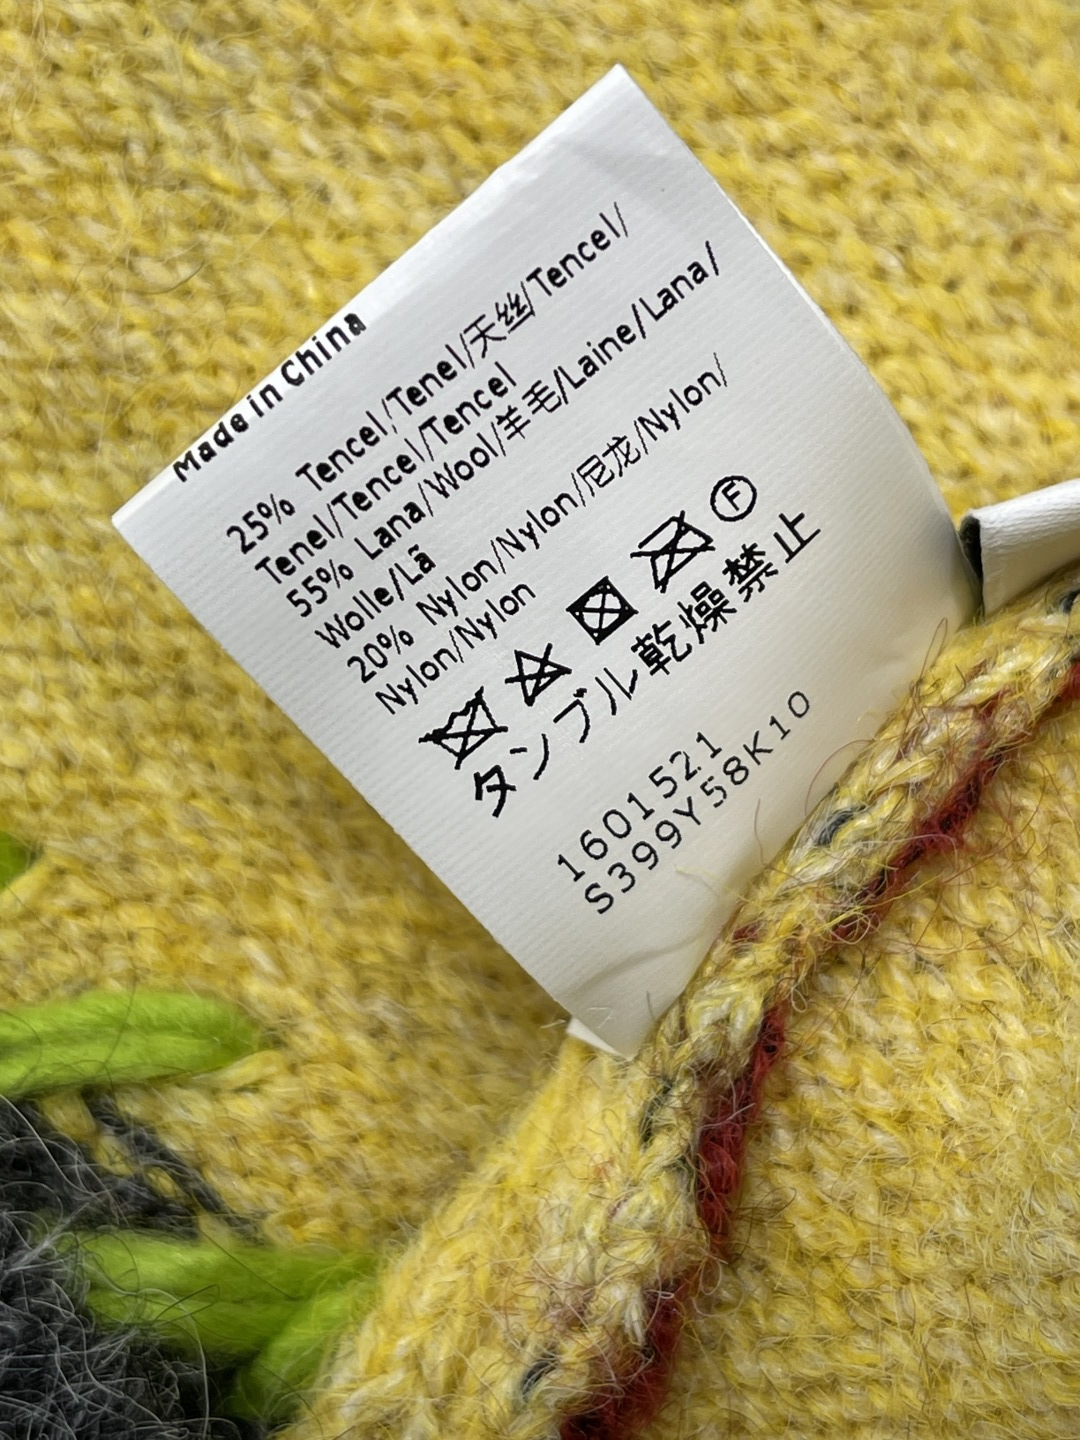 Made in China
25% Tencel/Tenel/天丝/Tencel/
Tenel/Tencel/Tencel
55% Lana/Wool/羊毛/Laine/Lana/
Wolle/Lã
20% Nylon/Nylon/尼龙/Nylon/
Nylon/Nylon
F
タンブル乾燥禁止
1601521
S399Y58K10